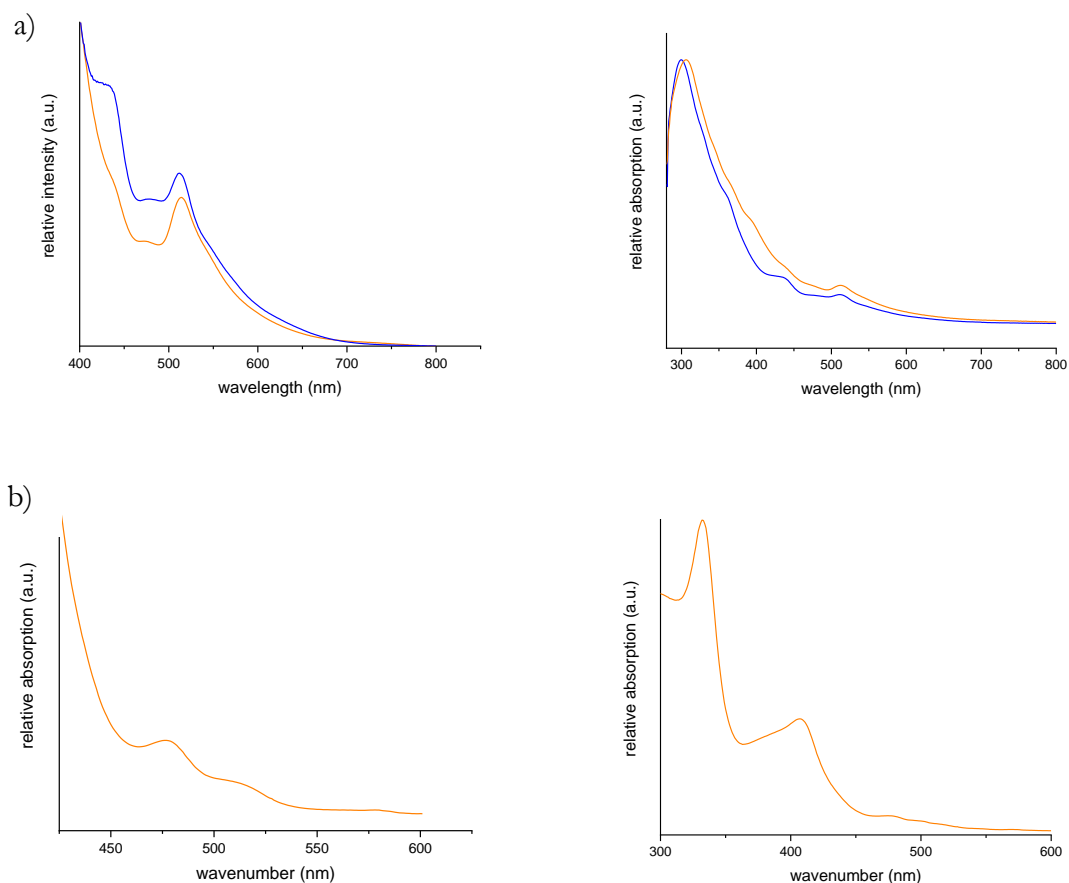 a)
relative intensity (a.u.)
400 500 600 700 800
wavelength (nm)
relative absorption (a.u.)
300 400 500 600 700 800
wavelength (nm)
b)
relative absorption (a.u.)
450 500 550 600
wavenumber (nm)
relative absorption (a.u.)
300 400 500 600
wavenumber (nm)